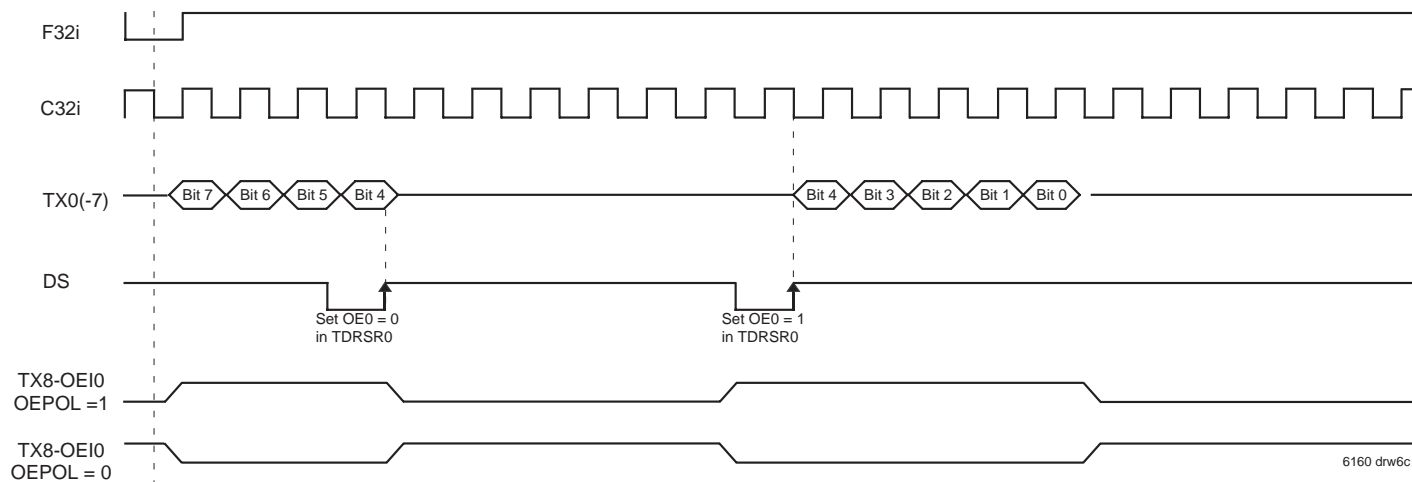 F32i
C32i
TX0(-7)
Bit 7 Bit 6 Bit 5 Bit 4 Bit 4 Bit 3 Bit 2 Bit 1 Bit 0
DS
Set OE0 = 0
in TDRSR0
Set OE0 = 1
in TDRSR0
TX8-OEI0
OEPOL =1
TX8-OEI0
OEPOL = 0
6160 drw6c